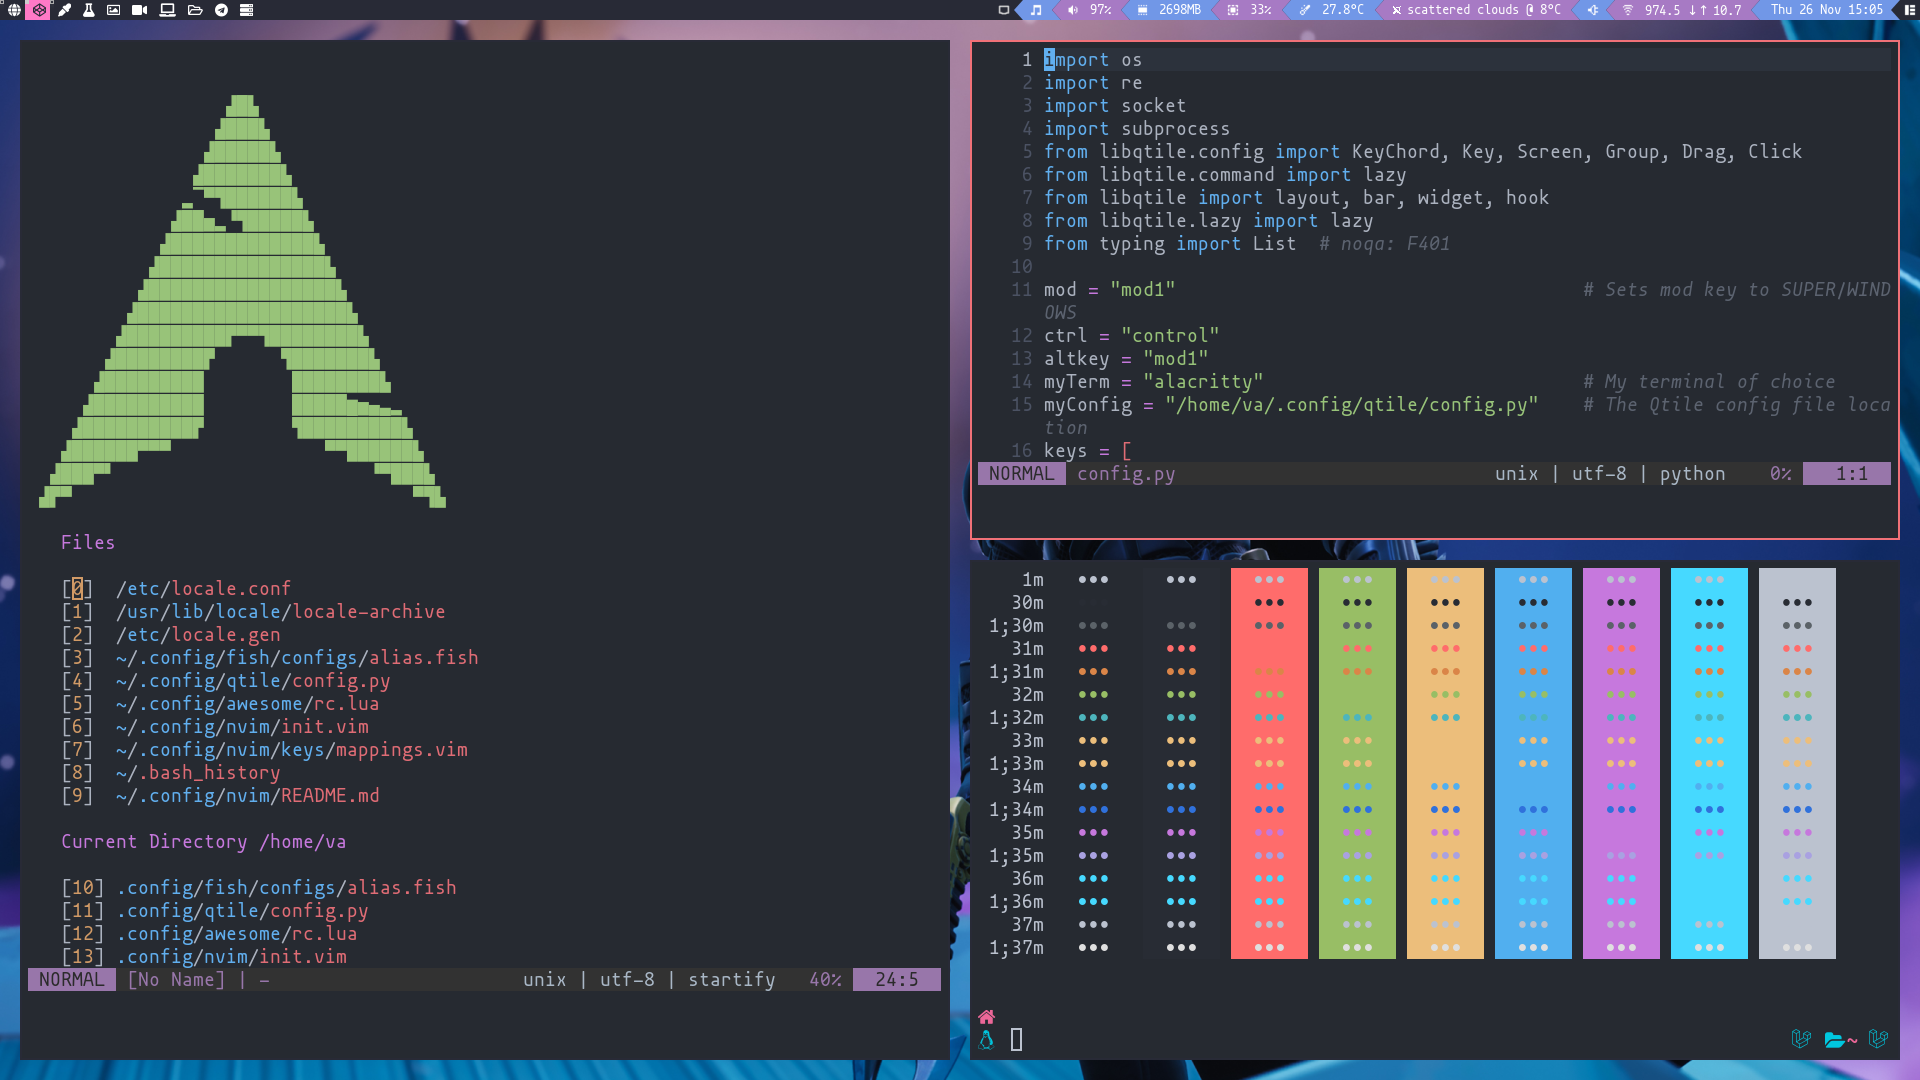 97% 2698MB 33% 27.8°C scattered clouds 8°C 974.5 ↓↑ 10.7 Thu 26 Nov 15:05
Files
[0] /etc/locale.conf
[1] /usr/lib/locale/locale-archive
[2] /etc/locale.gen
[3] ~/.config/fish/configs/alias.fish
[4] ~/.config/qtile/config.py
[5] ~/.config/awesome/rc.lua
[6] ~/.config/nvim/init.vim
[7] ~/.config/nvim/keys/mappings.vim
[8] ~/.bash_history
[9] ~/.config/nvim/README.md
Current Directory /home/va
[10] .config/fish/configs/alias.fish
[11] .config/qtile/config.py
[12] .config/awesome/rc.lua
[13] .config/nvim/init.vim
NORMAL [No Name] | - unix | utf-8 | startify 40% 24:5
1 import os
2 import re
3 import socket
4 import subprocess
5 from libqtile.config import KeyChord, Key, Screen, Group, Drag, Click
6 from libqtile.command import lazy
7 from libqtile import layout, bar, widget, hook
8 from libqtile.lazy import lazy
9 from typing import List # noqa: F401
10
11 mod = "mod1" # Sets mod key to SUPER/WIND
OWS
12 ctrl = "control"
13 altkey = "mod1"
14 myTerm = "alacritty" # My terminal of choice
15 myConfig = "/home/va/.config/qtile/config.py" # The Qtile config file loca
tion
16 keys = [
NORMAL config.py unix | utf-8 | python 0% 1:1
1m
30m
1;30m
31m
1;31m
32m
1;32m
33m
1;33m
34m
1;34m
35m
1;35m
36m
1;36m
37m
1;37m
~